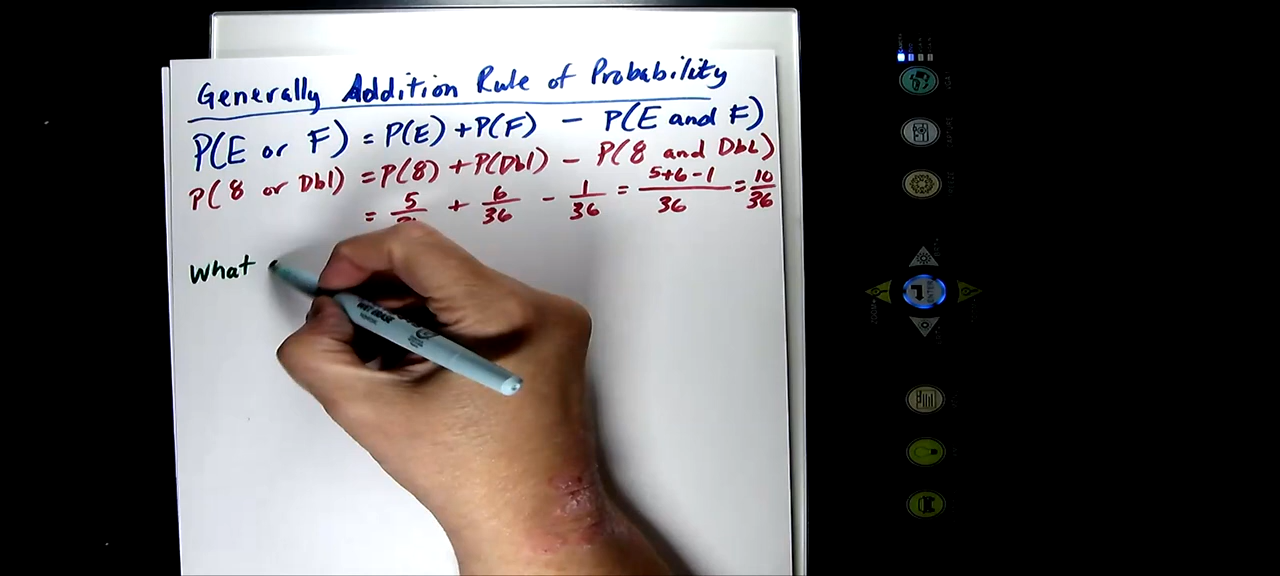 Generally Addition Rule of Probability
P(E or F) = P(E) + P(F) - P(E and F)
P(8 or Dbl) = P(8) + P(Dbl) - P(8 and Dbl)
= 5/ + 6/36 - 1/36 = 5+6-1/36 = 10/36
What